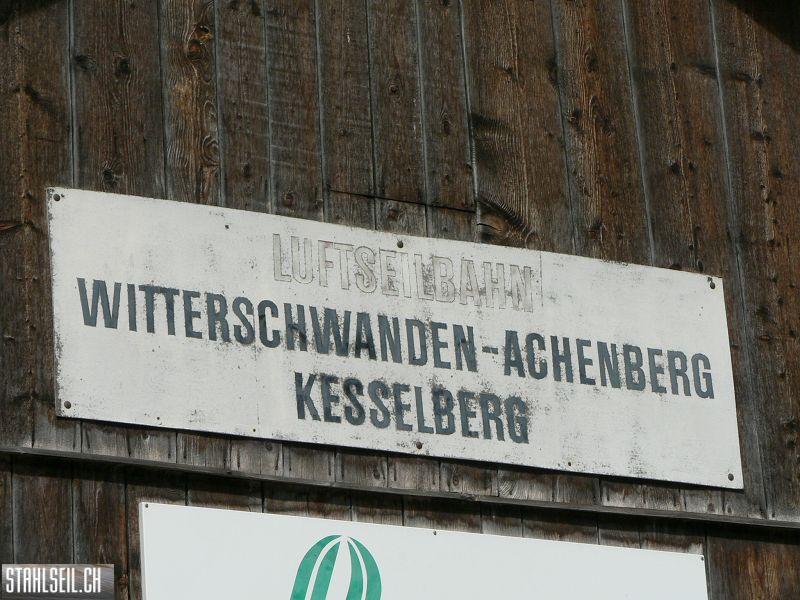 LUFTSEILBAHN
WITTERSCHWANDEN-ACHENBERG
KESSELBERG
STAHLSEIL.CH